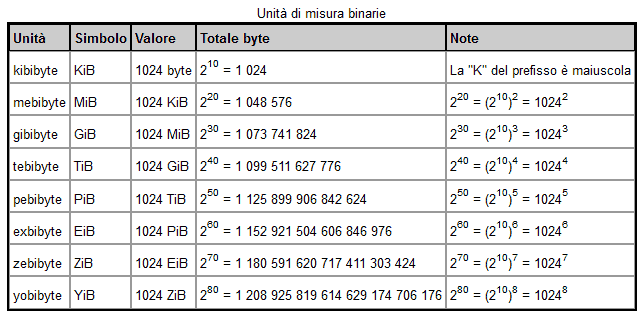 Unità di misura binarie
Unità Simbolo Valore Totale byte Note
kibibyte KiB 1024 byte 2^10 = 1 024 La "K" del prefisso è maiuscola
mebibyte MiB 1024 KiB 2^20 = 1 048 576 2^20 = (2^10)^2 = 1024^2
gibibyte GiB 1024 MiB 2^30 = 1 073 741 824 2^30 = (2^10)^3 = 1024^3
tebibyte TiB 1024 GiB 2^40 = 1 099 511 627 776 2^40 = (2^10)^4 = 1024^4
pebibyte PiB 1024 TiB 2^50 = 1 125 899 906 842 624 2^50 = (2^10)^5 = 1024^5
exbibyte EiB 1024 PiB 2^60 = 1 152 921 504 606 846 976 2^60 = (2^10)^6 = 1024^6
zebibyte ZiB 1024 EiB 2^70 = 1 180 591 620 717 411 303 424 2^70 = (2^10)^7 = 1024^7
yobibyte YiB 1024 ZiB 2^80 = 1 208 925 819 614 629 174 706 176 2^80 = (2^10)^8 = 1024^8